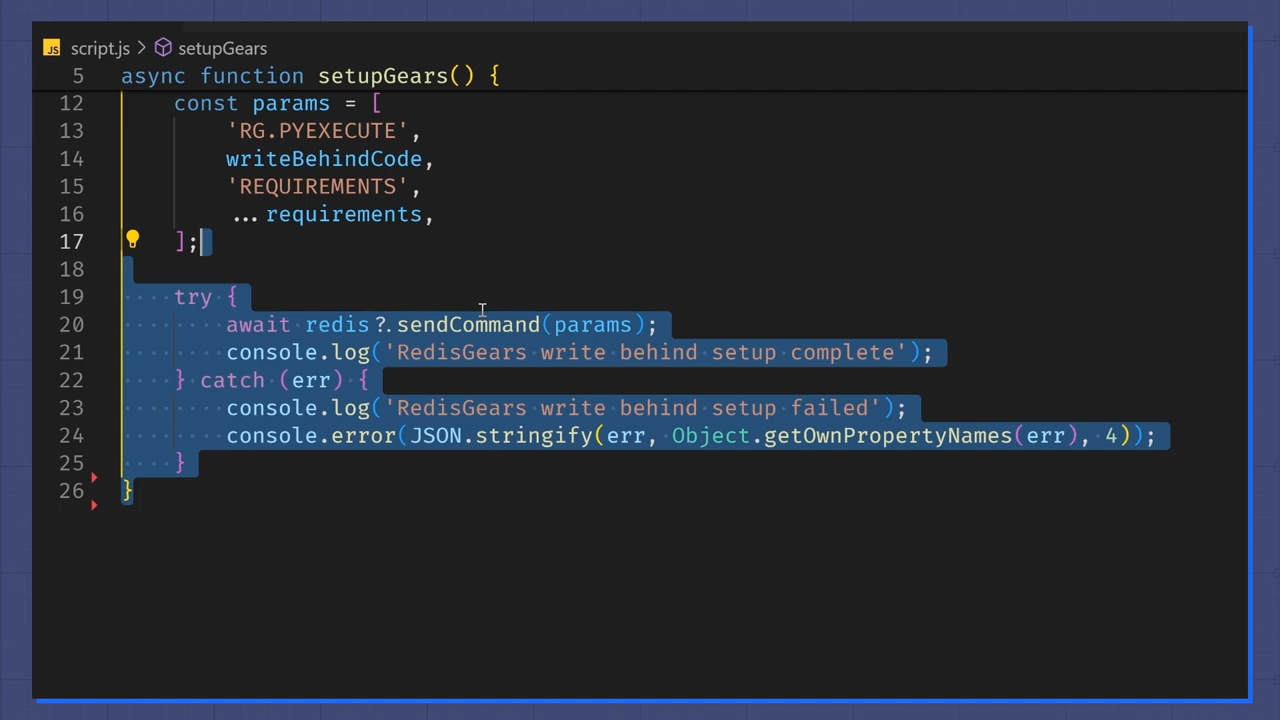 JS script.js > setupGears
5 async function setupGears() {
12 const params = [
13 'RG.PYEXECUTE',
14 writeBehindCode,
15 'REQUIREMENTS',
16 ...requirements,
17 ];
18
19 try {
20 await redis?.sendCommand(params);
21 console.log('RedisGears write behind setup complete');
22 } catch (err) {
23 console.log('RedisGears write behind setup failed');
24 console.error(JSON.stringify(err, Object.getOwnPropertyNames(err), 4));
25 }
26 }